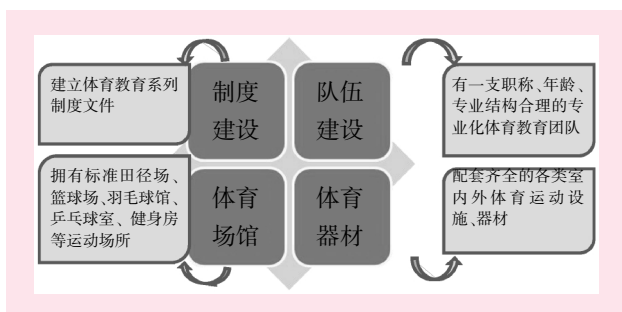 建立体育教育系列
制度文件
制度
建设
队伍
建设
有一支职称、年龄、
专业结构合理的专
业化体育教育团队
拥有标准田径场、
篮球场、羽毛球馆、
乒乓球室、健身房
等运动场所
体育
场馆
体育
器材
配套齐全的各类室
内外体育运动设
施、器材